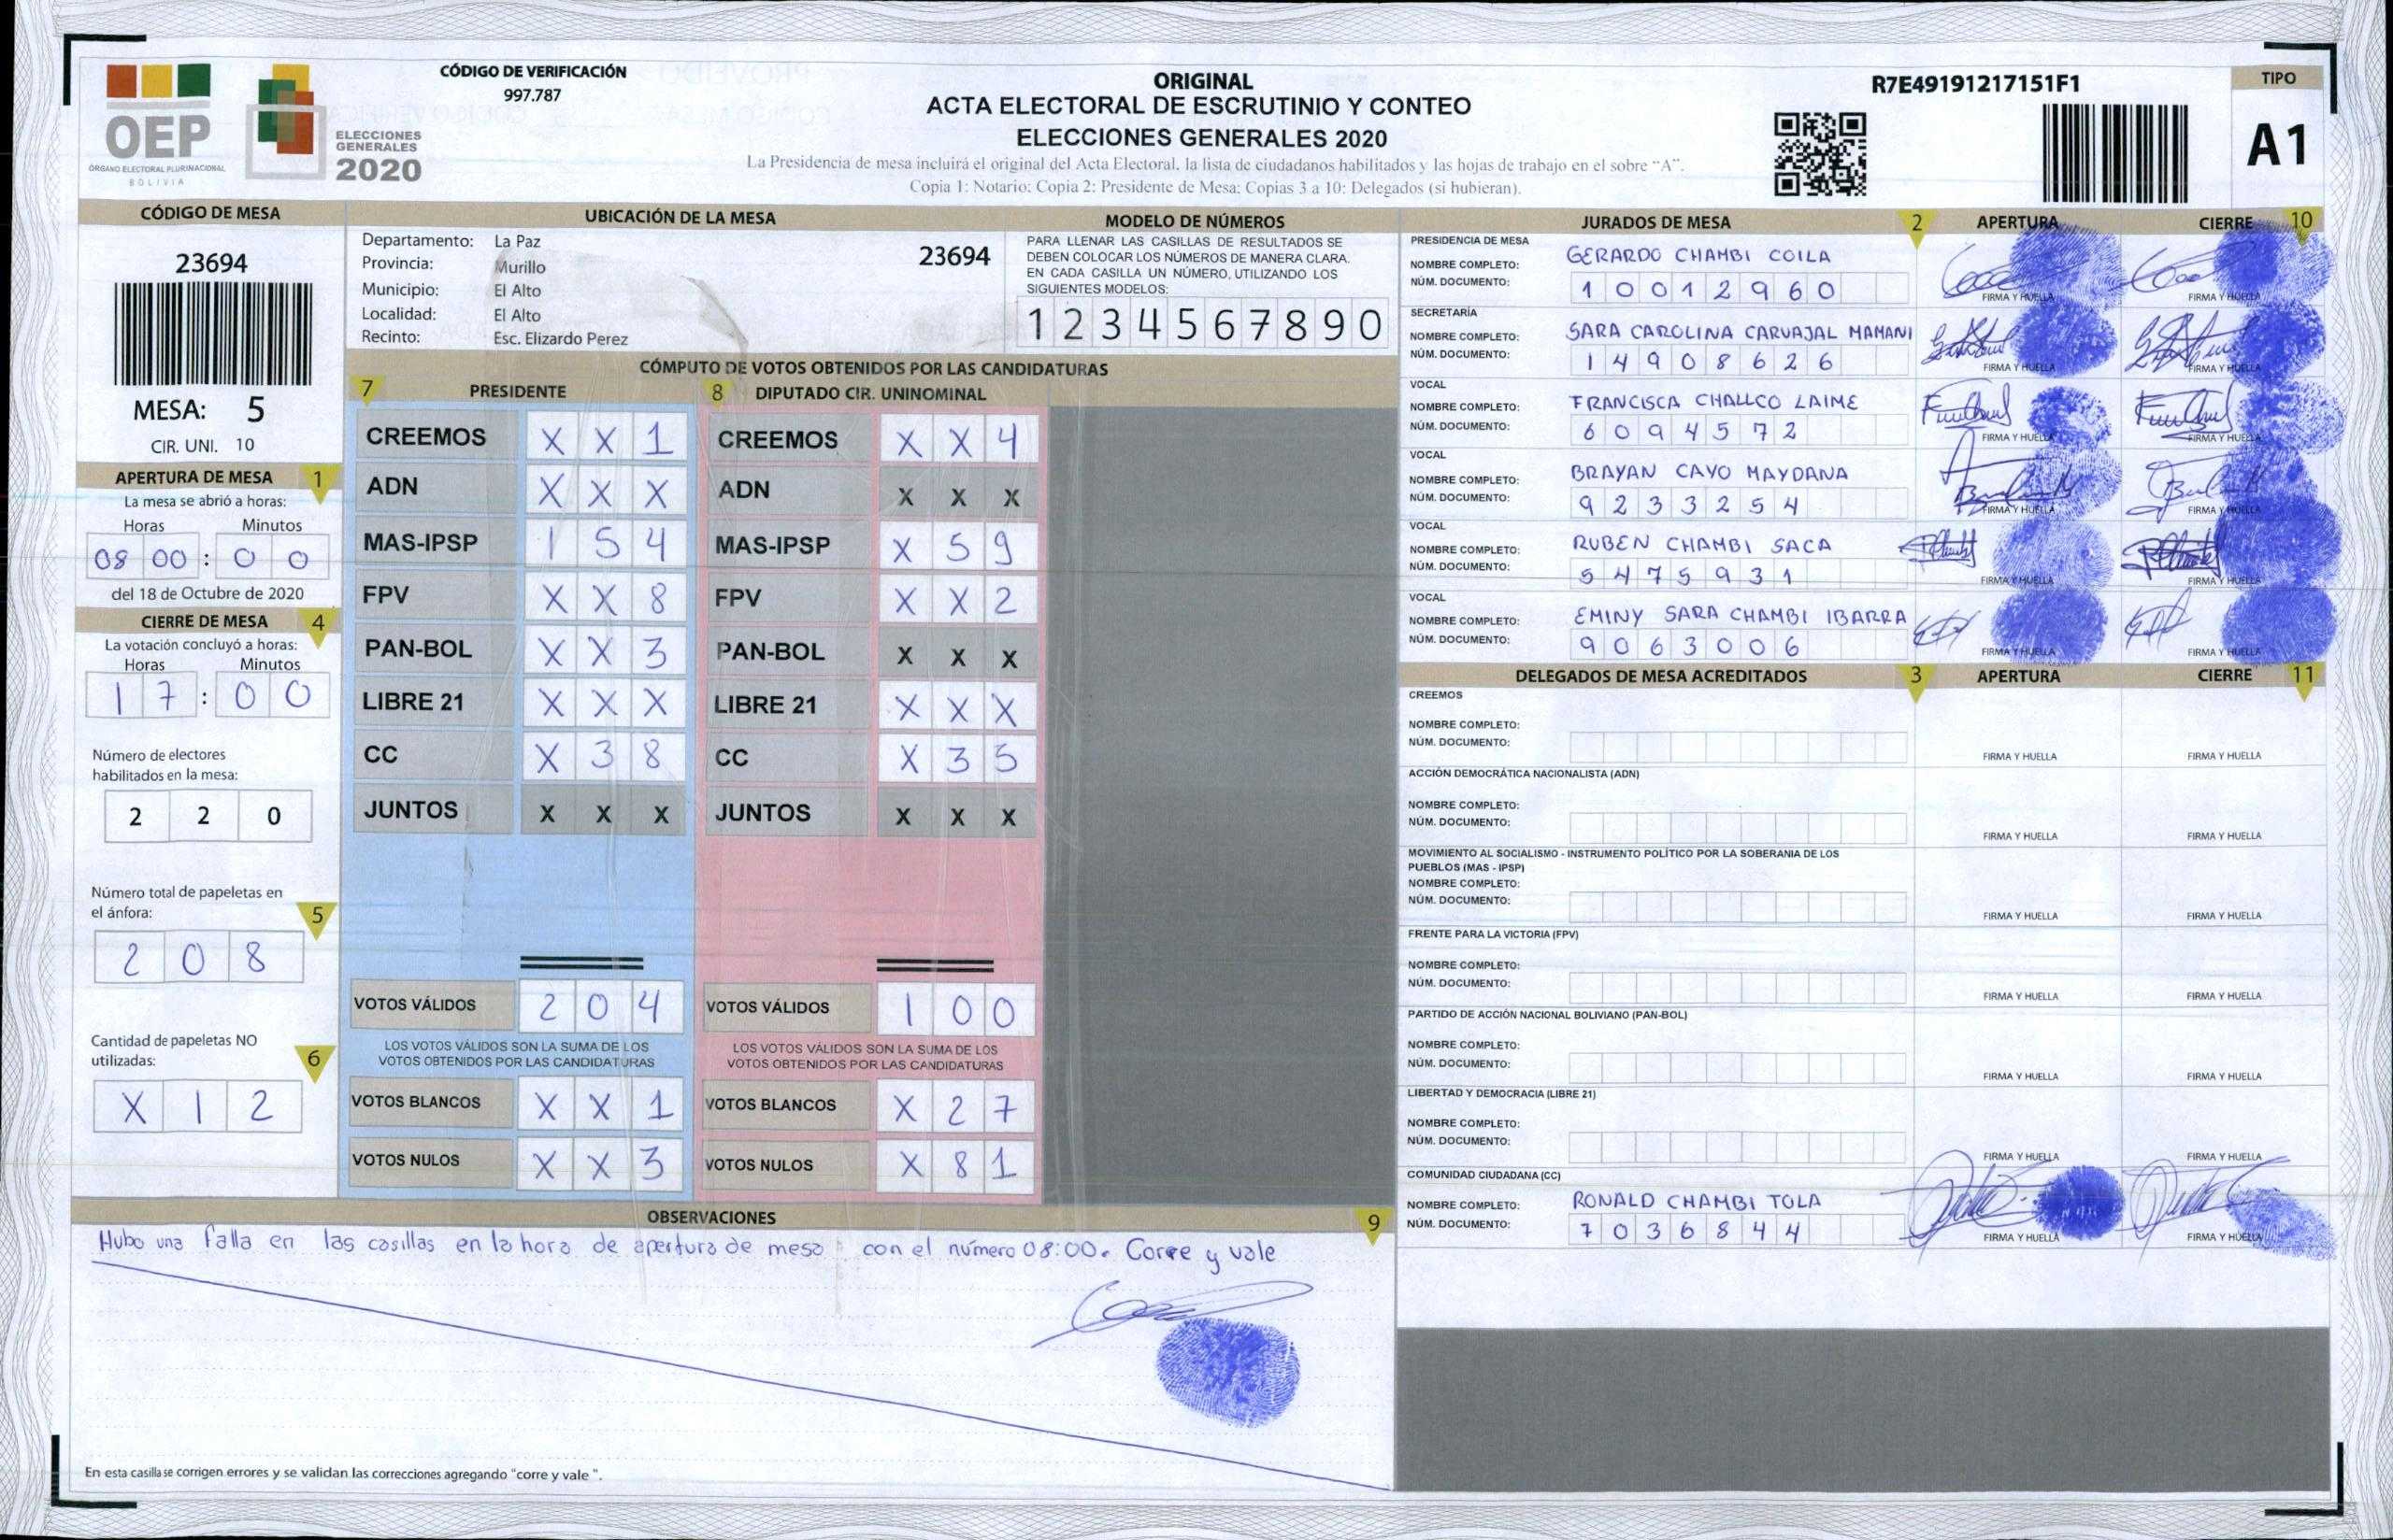 CÓDIGO DE VERIFICACIÓN
997.787
OEP
ÓRGANO ELECTORAL PLURINACIONAL
BOLIVIA
ELECCIONES
GENERALES
2020
ORIGINAL
ACTA ELECTORAL DE ESCRUTINIO Y CONTEO
ELECCIONES GENERALES 2020
La Presidencia de mesa incluirá el original del Acta Electoral, la lista de ciudadanos habilitados y las hojas de trabajo en el sobre "A".
Copia 1: Notario; Copia 2: Presidente de Mesa; Copias 3 a 10: Delegados (si hubieran).
R7E49191217151F1
TIPO
A1
CÓDIGO DE MESA
23694
MESA: 5
CIR. UNI. 10
APERTURA DE MESA 1
La mesa se abrió a horas:
Horas Minutos
08 00 : 0 0
del 18 de Octubre de 2020
CIERRE DE MESA 4
La votación concluyó a horas:
Horas Minutos
1 7 : 0 0
Número de electores
habilitados en la mesa:
2 2 0
Número total de papeletas en
el ánfora: 5
2 0 8
Cantidad de papeletas NO
utilizadas: 6
X 1 2
UBICACIÓN DE LA MESA
Departamento: La Paz
23694
Provincia: Murillo
Municipio: El Alto
Localidad: El Alto
Recinto: Esc. Elizardo Perez
MODELO DE NÚMEROS
PARA LLENAR LAS CASILLAS DE RESULTADOS SE
DEBEN COLOCAR LOS NÚMEROS DE MANERA CLARA.
EN CADA CASILLA UN NÚMERO, UTILIZANDO LOS
SIGUIENTES MODELOS:
1 2 3 4 5 6 7 8 9 0
CÓMPUTO DE VOTOS OBTENIDOS POR LAS CANDIDATURAS
7 PRESIDENTE
CREEMOS X X 1
ADN X X X
MAS-IPSP 1 5 4
FPV X X 8
PAN-BOL X X 3
LIBRE 21 X X X
CC X 3 8
JUNTOS X X X
VOTOS VÁLIDOS 2 0 4
LOS VOTOS VÁLIDOS SON LA SUMA DE LOS
VOTOS OBTENIDOS POR LAS CANDIDATURAS
VOTOS BLANCOS X X 1
VOTOS NULOS X X 3
8 DIPUTADO CIR. UNINOMINAL
CREEMOS X X 4
ADN X X X
MAS-IPSP X 5 9
FPV X X 2
PAN-BOL X X X
LIBRE 21 X X X
CC X 3 5
JUNTOS X X X
VOTOS VÁLIDOS 1 0 0
LOS VOTOS VÁLIDOS SON LA SUMA DE LOS
VOTOS OBTENIDOS POR LAS CANDIDATURAS
VOTOS BLANCOS X 2 7
VOTOS NULOS X 8 1
OBSERVACIONES 9
Hubo una falla en las casillas en la hora de apertura de mesa con el número 08:00. Corre y vale
En esta casilla se corrigen errores y se validan las correcciones agregando "corre y vale ".
JURADOS DE MESA 2 APERTURA CIERRE 10
PRESIDENCIA DE MESA
NOMBRE COMPLETO: GERARDO CHAMBI COILA
NÚM. DOCUMENTO: 1 0 0 1 2 9 6 0
FIRMA Y HUELLA FIRMA Y HUELLA
SECRETARÍA
NOMBRE COMPLETO: SARA CAROLINA CARVAJAL MAMANI
NÚM. DOCUMENTO: 1 4 9 0 8 6 2 6
FIRMA Y HUELLA FIRMA Y HUELLA
VOCAL
NOMBRE COMPLETO: FRANCISCA CHALLCO LAIME
NÚM. DOCUMENTO: 6 0 9 4 5 7 2
FIRMA Y HUELLA FIRMA Y HUELLA
VOCAL
NOMBRE COMPLETO: BRAYAN CAYO MAYDANA
NÚM. DOCUMENTO: 9 2 3 3 2 5 4
FIRMA Y HUELLA FIRMA Y HUELLA
VOCAL
NOMBRE COMPLETO: RUBEN CHAMBI SACA
NÚM. DOCUMENTO: 5 4 7 5 9 3 1
FIRMA Y HUELLA FIRMA Y HUELLA
VOCAL
NOMBRE COMPLETO: EMINY SARA CHAMBI IBARRA
NÚM. DOCUMENTO: 9 0 6 3 0 0 6
FIRMA Y HUELLA FIRMA Y HUELLA
DELEGADOS DE MESA ACREDITADOS 3 APERTURA CIERRE 11
CREEMOS
NOMBRE COMPLETO:
NÚM. DOCUMENTO:
FIRMA Y HUELLA FIRMA Y HUELLA
ACCIÓN DEMOCRÁTICA NACIONALISTA (ADN)
NOMBRE COMPLETO:
NÚM. DOCUMENTO:
FIRMA Y HUELLA FIRMA Y HUELLA
MOVIMIENTO AL SOCIALISMO - INSTRUMENTO POLÍTICO POR LA SOBERANIA DE LOS
PUEBLOS (MAS - IPSP)
NOMBRE COMPLETO:
NÚM. DOCUMENTO:
FIRMA Y HUELLA FIRMA Y HUELLA
FRENTE PARA LA VICTORIA (FPV)
NOMBRE COMPLETO:
NÚM. DOCUMENTO:
FIRMA Y HUELLA FIRMA Y HUELLA
PARTIDO DE ACCIÓN NACIONAL BOLIVIANO (PAN-BOL)
NOMBRE COMPLETO:
NÚM. DOCUMENTO:
FIRMA Y HUELLA FIRMA Y HUELLA
LIBERTAD Y DEMOCRACIA (LIBRE 21)
NOMBRE COMPLETO:
NÚM. DOCUMENTO:
FIRMA Y HUELLA FIRMA Y HUELLA
COMUNIDAD CIUDADANA (CC)
NOMBRE COMPLETO: RONALD CHAMBI TOLA
NÚM. DOCUMENTO: 7 0 3 6 8 4 4
FIRMA Y HUELLA FIRMA Y HUELLA